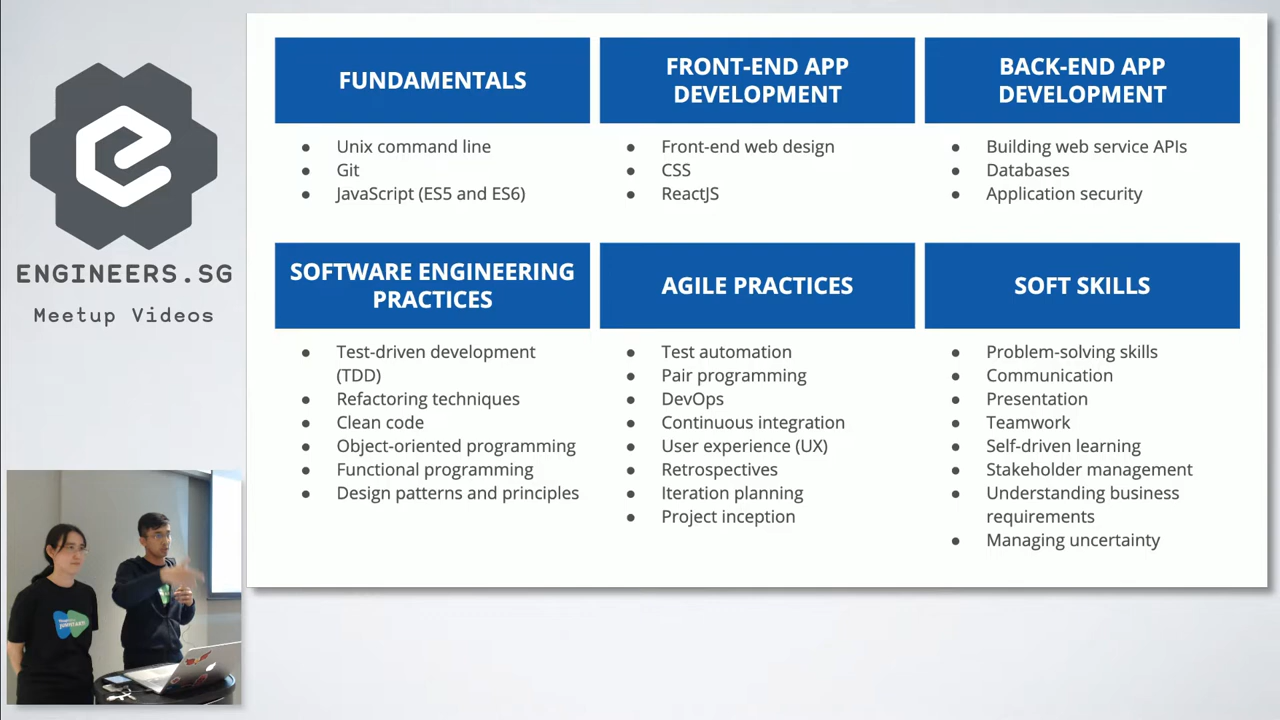 ENGINEERS.SG
Meetup Videos
FUNDAMENTALS
Unix command line
Git
JavaScript (ES5 and ES6)
FRONT-END APP
DEVELOPMENT
Front-end web design
CSS
ReactJS
BACK-END APP
DEVELOPMENT
Building web service APIs
Databases
Application security
SOFTWARE ENGINEERING
PRACTICES
Test-driven development
(TDD)
Refactoring techniques
Clean code
Object-oriented programming
Functional programming
Design patterns and principles
AGILE PRACTICES
Test automation
Pair programming
DevOps
Continuous integration
User experience (UX)
Retrospectives
Iteration planning
Project inception
SOFT SKILLS
Problem-solving skills
Communication
Presentation
Teamwork
Self-driven learning
Stakeholder management
Understanding business
requirements
Managing uncertainty